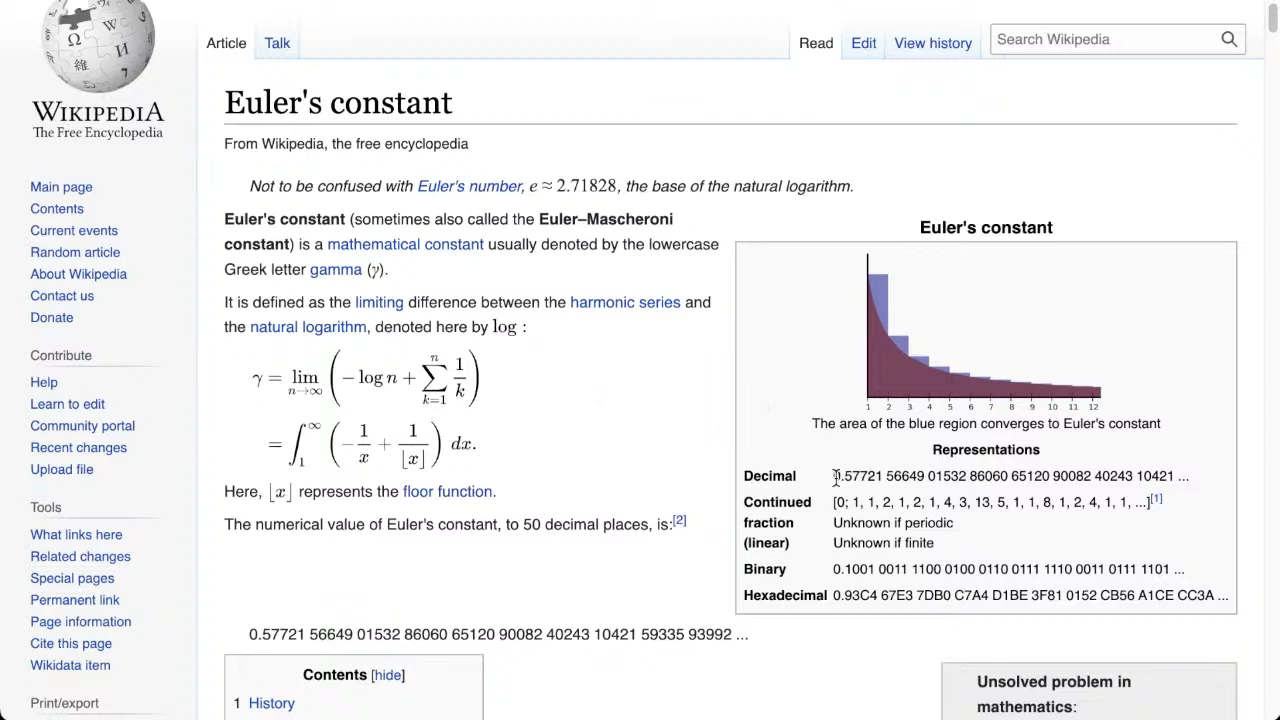 Article Talk Read Edit View history Search Wikipedia
WIKIPEDIA
The Free Encyclopedia
Main page
Contents
Current events
Random article
About Wikipedia
Contact us
Donate
Contribute
Help
Learn to edit
Community portal
Recent changes
Upload file
Tools
What links here
Related changes
Special pages
Permanent link
Page information
Cite this page
Wikidata item
Print/export
Euler's constant
From Wikipedia, the free encyclopedia
Not to be confused with Euler's number, e ≈ 2.71828, the base of the natural logarithm.
Euler's constant (sometimes also called the Euler–Mascheroni
constant) is a mathematical constant usually denoted by the lowercase
Greek letter gamma (γ).
It is defined as the limiting difference between the harmonic series and
the natural logarithm, denoted here by log :
γ = lim n→∞ (− log n + ∑ k=1 n 1/k)
= ∫ 1 ∞ (− 1/x + 1/⌊x⌋) dx.
Here, ⌊x⌋ represents the floor function.
The numerical value of Euler's constant, to 50 decimal places, is:[2]
0.57721 56649 01532 86060 65120 90082 40243 10421 59335 93992 ...
Contents [hide]
1 History
Euler's constant
1 2 3 4 5 6 7 8 9 10 11 12
The area of the blue region converges to Euler's constant
Representations
Decimal 0.57721 56649 01532 86060 65120 90082 40243 10421 ...
Continued [0; 1, 1, 2, 1, 2, 1, 4, 3, 13, 5, 1, 1, 8, 1, 2, 4, 1, 1, ...][1]
fraction Unknown if periodic
(linear) Unknown if finite
Binary 0.1001 0011 1100 0100 0110 0111 1110 0011 0111 1101 ...
Hexadecimal 0.93C4 67E3 7DB0 C7A4 D1BE 3F81 0152 CB56 A1CE CC3A ...
Unsolved problem in
mathematics: